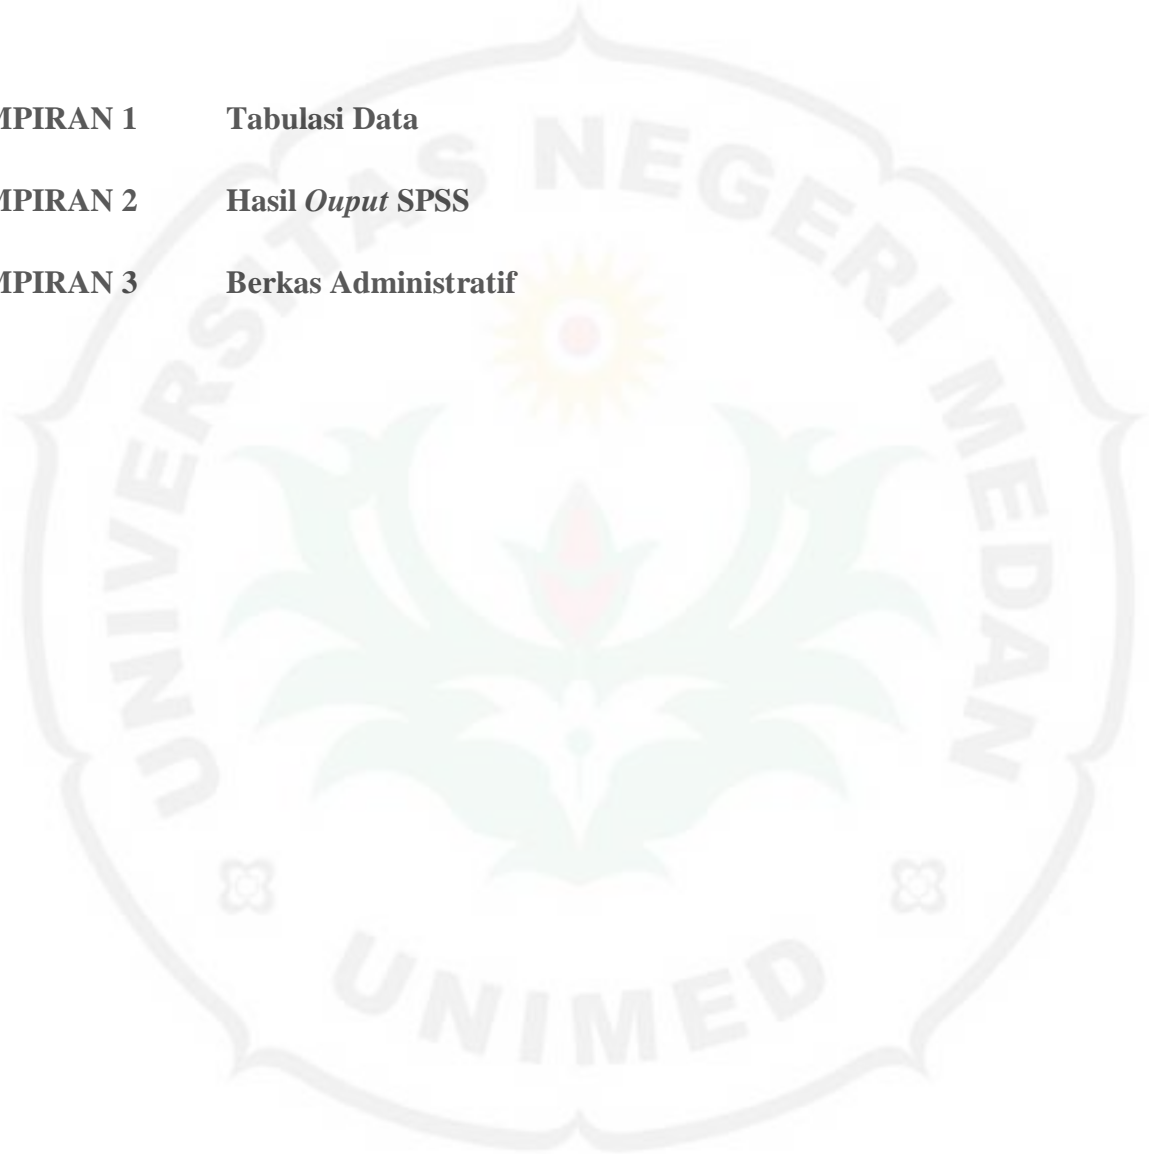 MPIRAN 1 Tabulasi Data
MPIRAN 2 Hasil Ouput SPSS
MPIRAN 3 Berkas Administratif
UNIVERSITAS NEGERI MEDAN
UNIMED